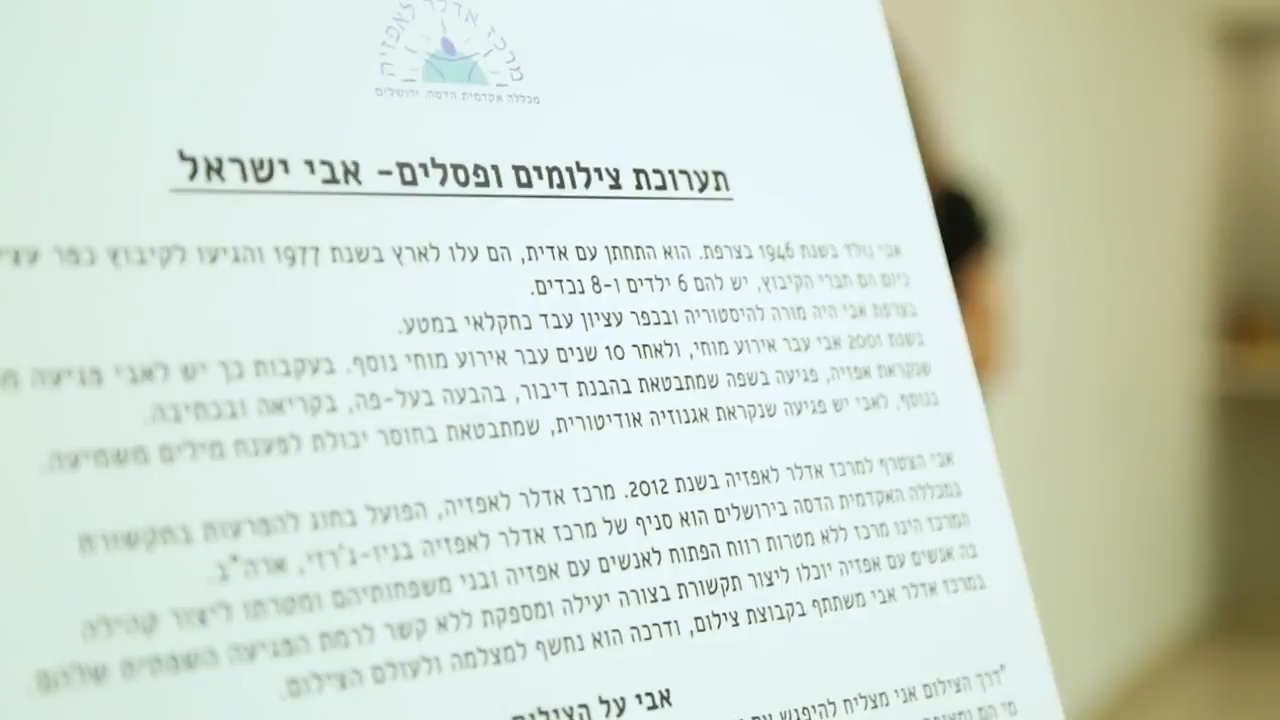 מרכז אדלר לאפזיה
מכללה אקדמית הדסה, ירושלים
תערוכת צילומים ופסלים- אבי ישראל
אבי נולד בשנת 1946 בצרפת. הוא התחתן עם אדית, הם עלו לארץ בשנת 1977 והגיעו לקיבוץ כפר
כיום הם חברי הקיבוץ, יש להם 6 ילדים ו-8 נכדים.
בצרפת אבי היה מורה להיסטוריה ובכפר עציון עבד כחקלאי במטע.
בשנת 2001 אבי עבר אירוע מוחי, ולאחר 10 שנים עבר אירוע מוחי נוסף. בעקבות כך יש לאבי פגיעה
שנקראת אפזיה, פגיעה בשפה שמתבטאת בהבנת דיבור, בהבעה בעל-פה, בקריאה ובכתיבה.
בנוסף, לאבי יש פגיעה שנקראת אגנוזיה אודיטורית, שמתבטאת בחוסר יכולת לפענח מילים משמיעה.
אבי הצטרף למרכז אדלר לאפזיה בשנת 2012. מרכז אדלר לאפזיה, הפועל בחוג להפרעות בתקשורת
במכללה האקדמית הדסה בירושלים הוא סניף של מרכז אדלר לאפזיה בניו-ג'רזי, ארה"ב.
המרכז הינו מרכז ללא מטרות רווח הפתוח לאנשים עם אפזיה ובני משפחותיהם ומטרתו ליצור קהילה
בה אנשים עם אפזיה יוכלו ליצור תקשורת בצורה יעילה ומספקת ללא קשר לרמת הפגיעה השפתית שלהם.
במרכז אדלר אבי משתתף בקבוצת צילום, ודרכה הוא נחשף למצלמה ולעולם הצילום.
אבי על הצילום
"דרך הצילום אני מצליח להיפגש עם
מי הם